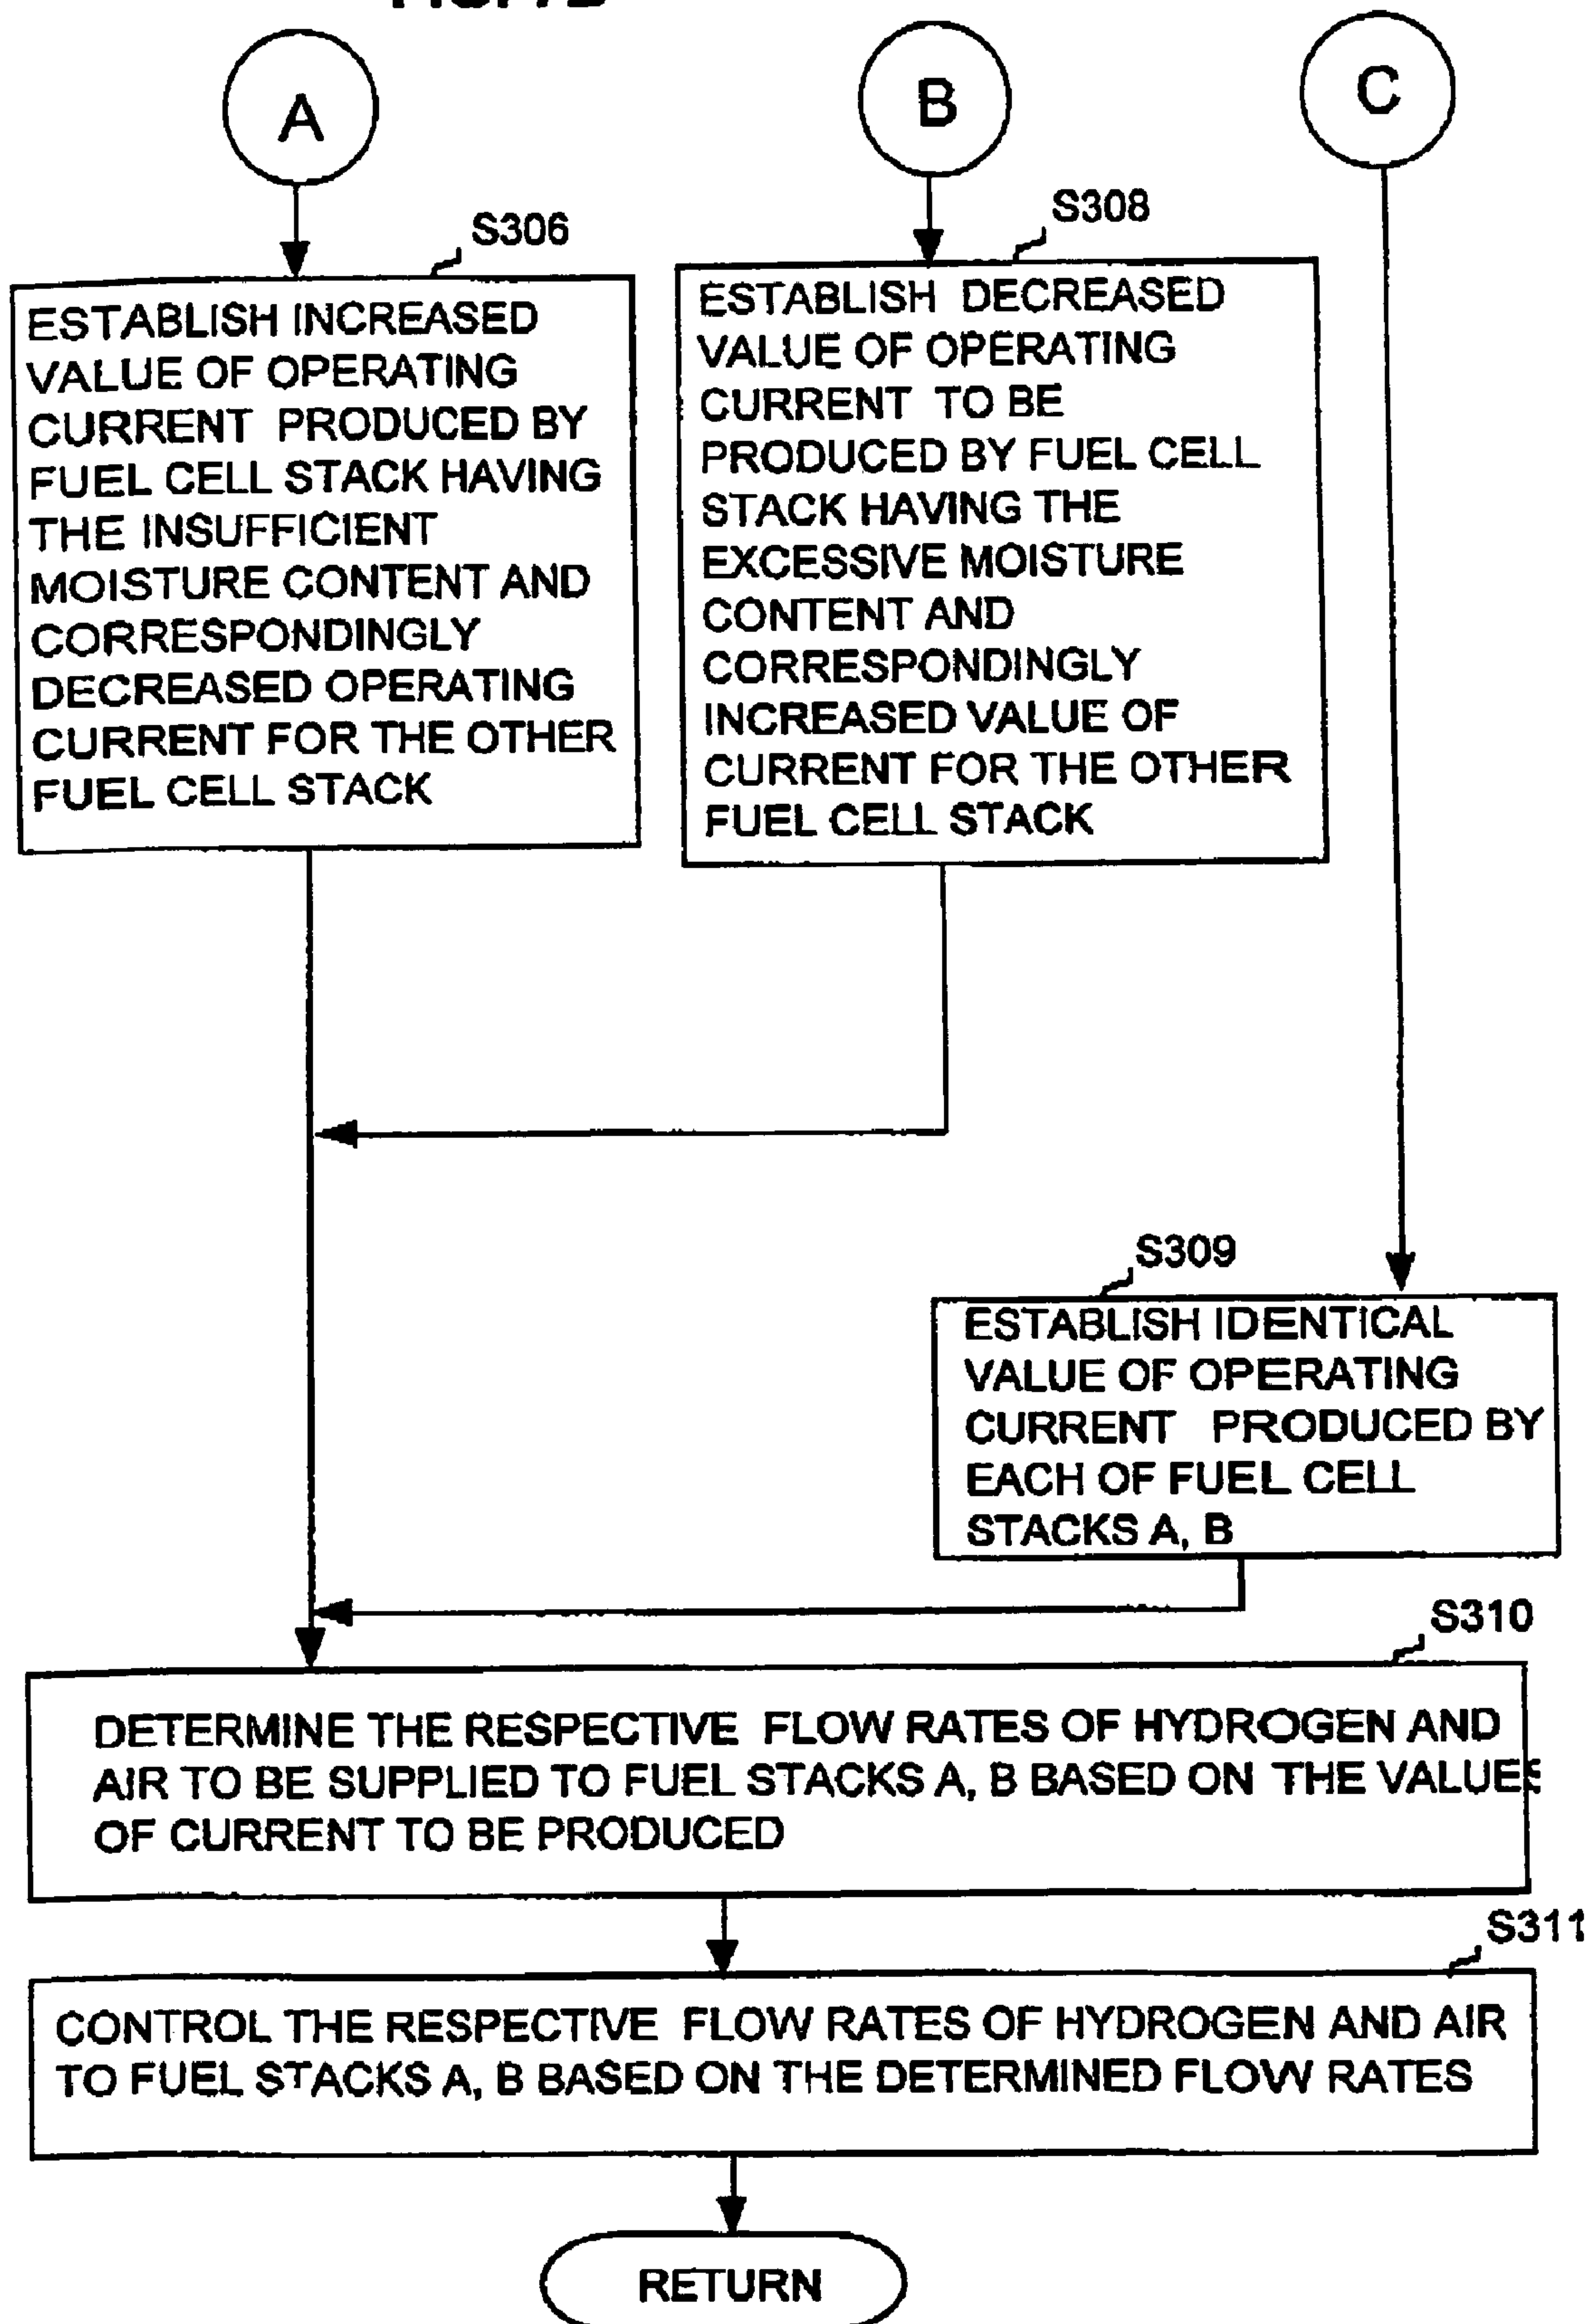 A
B
C
S306
ESTABLISH INCREASED
VALUE OF OPERATING
CURRENT PRODUCED BY
FUEL CELL STACK HAVING
THE INSUFFICIENT
MOISTURE CONTENT AND
CORRESPONDINGLY
DECREASED OPERATING
CURRENT FOR THE OTHER
FUEL CELL STACK
S308
ESTABLISH DECREASED
VALUE OF OPERATING
CURRENT TO BE
PRODUCED BY FUEL CELL
STACK HAVING THE
EXCESSIVE MOISTURE
CONTENT AND
CORRESPONDINGLY
INCREASED VALUE OF
CURRENT FOR THE OTHER
FUEL CELL STACK
S309
ESTABLISH IDENTICAL
VALUE OF OPERATING
CURRENT PRODUCED BY
EACH OF FUEL CELL
STACKS A, B
S310
DETERMINE THE RESPECTIVE FLOW RATES OF HYDROGEN AND
AIR TO BE SUPPLIED TO FUEL STACKS A, B BASED ON THE VALUES
OF CURRENT TO BE PRODUCED
S311
CONTROL THE RESPECTIVE FLOW RATES OF HYDROGEN AND AIR
TO FUEL STACKS A, B BASED ON THE DETERMINED FLOW RATES
RETURN